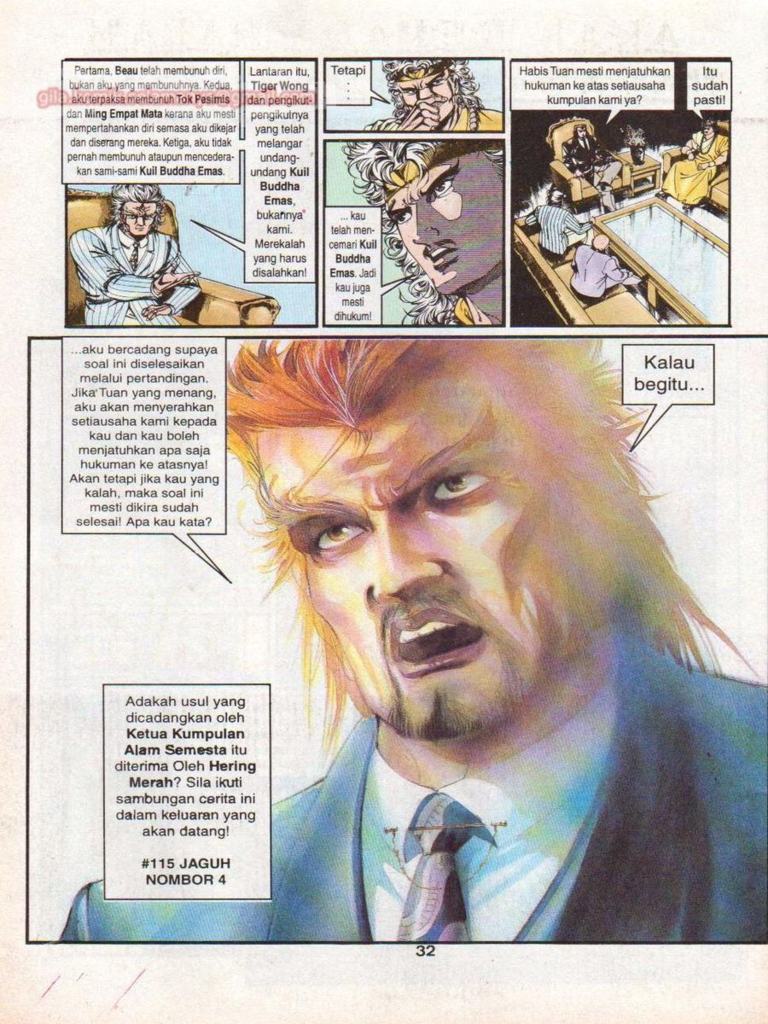 Pertama, Beau telah membunuh diri,
bukan aku yang membunuhnya. Kedua,
aku terpaksa membunuh Tok Pesimis
dan Ming Empat Mata kerana aku mesti
mempertahankan diri semasa aku dikejar
dan diserang mereka. Ketiga, aku tidak
pernah membunuh ataupun mencedera-
kan sami-sami Kuil Buddha Emas.
Lantaran itu,
Tiger Wong
dan pengikut
pengikutnya
yang telah
melangar
undang-
undang Kuil
Buddha
Emas,
bukannya
kami.
Merekalah
yang harus
disalahkan!
Tetapi
:
... kau
telah men-
cemari Kuil
Buddha
Emas. Jadi
kau juga
mesti
dihukum!
Habis Tuan mesti menjatuhkan
hukuman ke atas setiausaha
kumpulan kami ya?
Itu
sudah
pasti!
Kalau
begitu...
...aku bercadang supaya
soal ini diselesaikan
melalui pertandingan.
Jika Tuan yang menang,
aku akan menyerahkan
setiausaha kami kepada
kau dan kau boleh
menjatuhkan apa saja
hukuman ke atasnya!
Akan tetapi jika kau yang
kalah, maka soal ini
mesti dikira sudah
selesai! Apa kau kata?
Adakah usul yang
dicadangkan oleh
Ketua Kumpulan
Alam Semesta itu
diterima Oleh Hering
Merah? Sila ikuti
sambungan cerita ini
dalam keluaran yang
akan datang!
#115 JAGUH
NOMBOR 4
32